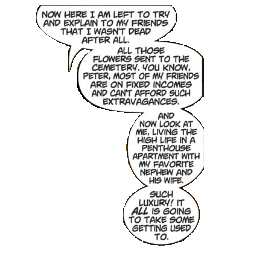 NOW HERE I AM LEFT TO TRY
AND EXPLAIN TO MY FRIENDS
THAT I WASN'T DEAD
AFTER ALL.
ALL THOSE
FLOWERS SENT TO THE
CEMETERY. YOU KNOW,
PETER, MOST OF MY FRIENDS
ARE ON FIXED INCOMES
AND CAN'T AFFORD SUCH
EXTRAVAGANCES.
AND
NOW LOOK AT
ME, LIVING THE
HIGH LIFE IN A
PENTHOUSE
APARTMENT WITH
MY FAVORITE
NEPHEW AND
HIS WIFE.
SUCH
LUXURY! IT
ALL IS GOING
TO TAKE SOME
GETTING USED
TO.